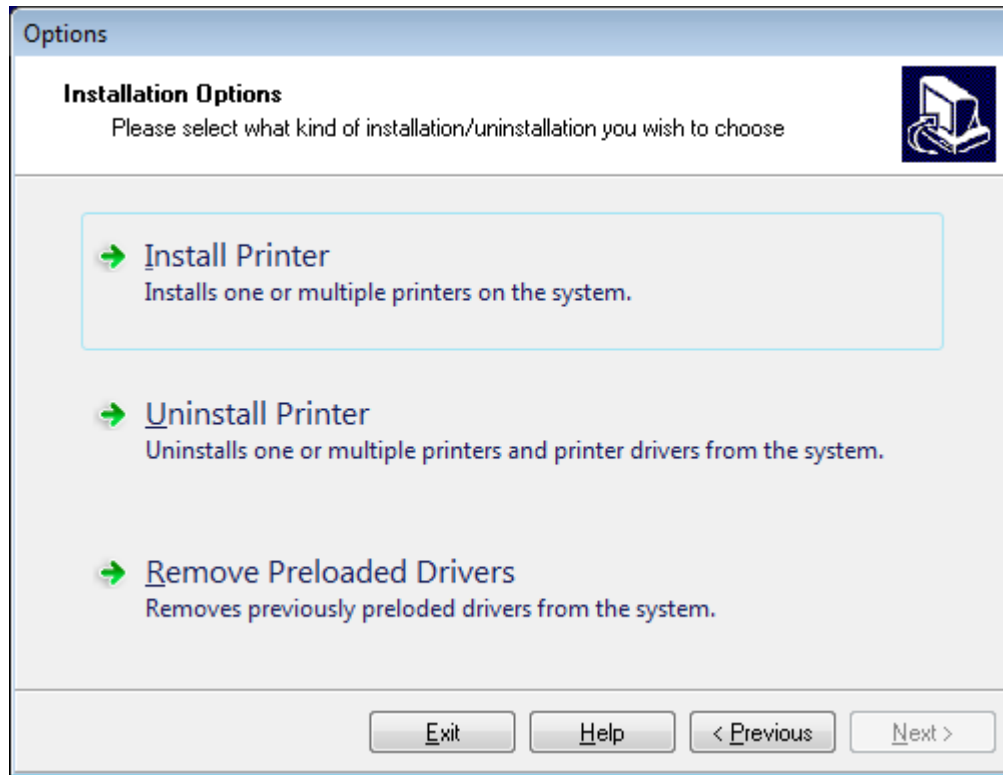 Options
Installation Options
Please select what kind of installation/uninstallation you wish to choose
Install Printer
Installs one or multiple printers on the system.
Uninstall Printer
Uninstalls one or multiple printers and printer drivers from the system.
Remove Preloaded Drivers
Removes previously preloded drivers from the system.
Exit Help < Previous Next >